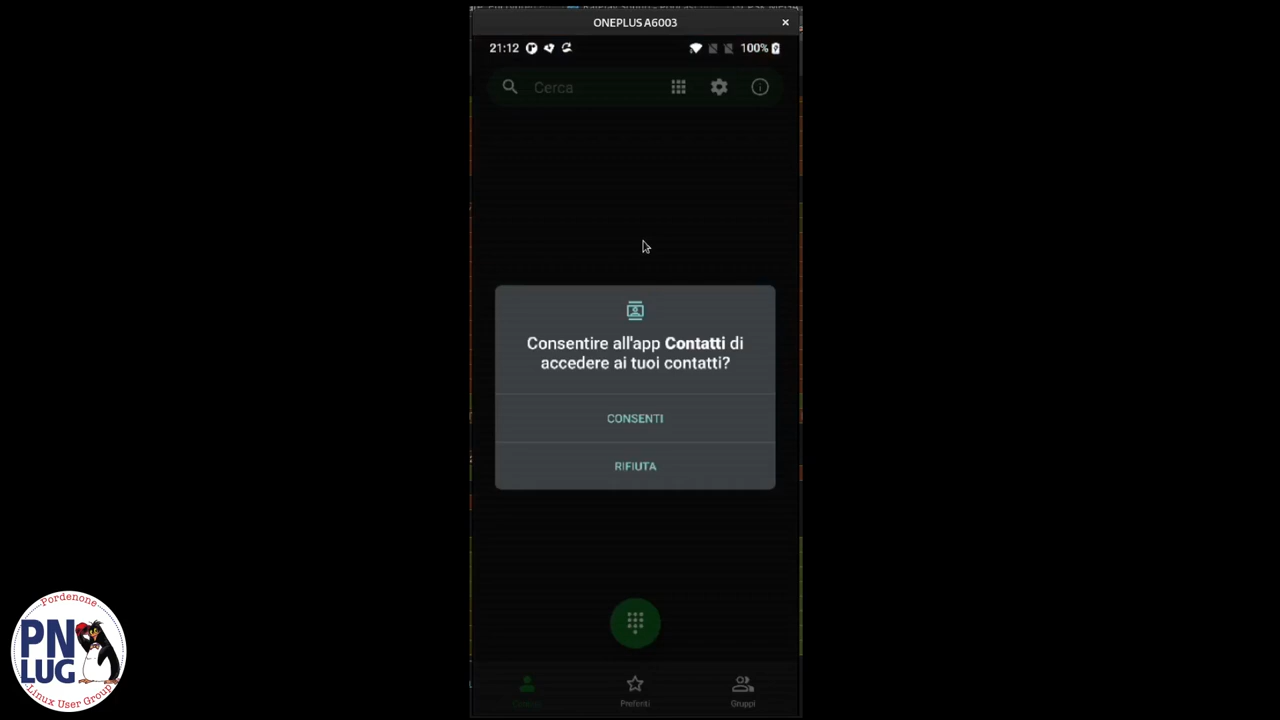 ONEPLUS A6003
21:12
100%
Cerca
Consentire all'app Contatti di
accedere ai tuoi contatti?
CONSENTI
RIFIUTA
Preferiti
Gruppi
Pordenone
PN
LUG
Linux User Group